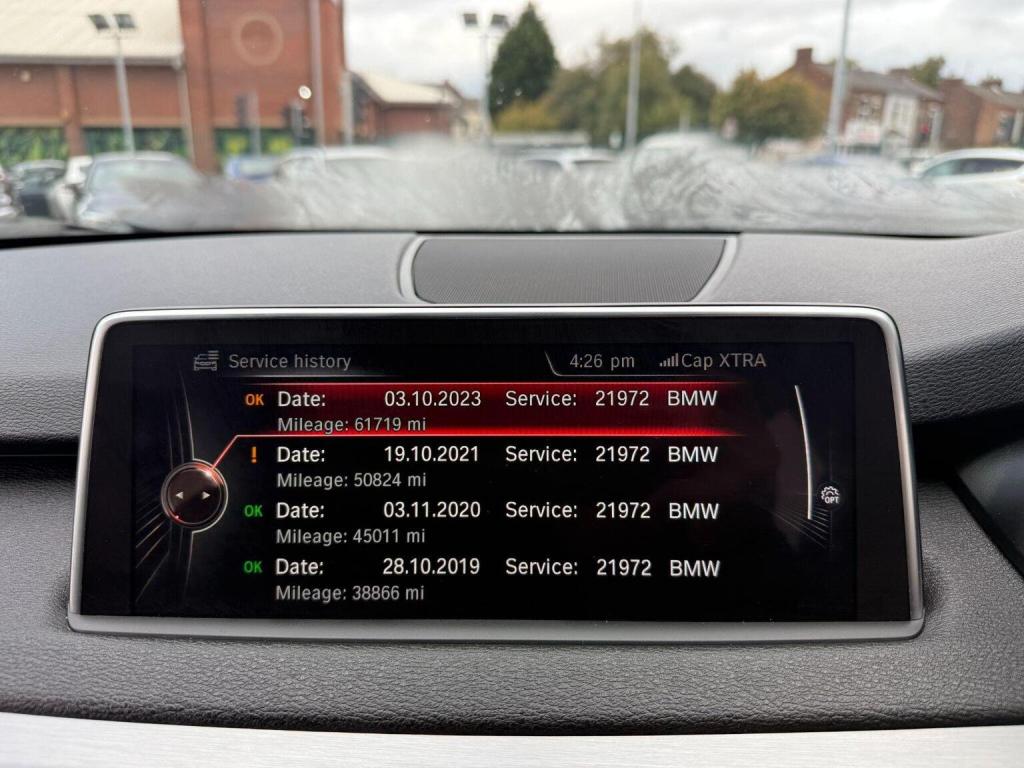 Service history 4:26 pm Cap XTRA
OK Date: 03.10.2023 Service: 21972 BMW
Mileage: 61719 mi
! Date: 19.10.2021 Service: 21972 BMW
Mileage: 50824 mi
OK Date: 03.11.2020 Service: 21972 BMW
Mileage: 45011 mi
OPT
OK Date: 28.10.2019 Service: 21972 BMW
Mileage: 38866 mi